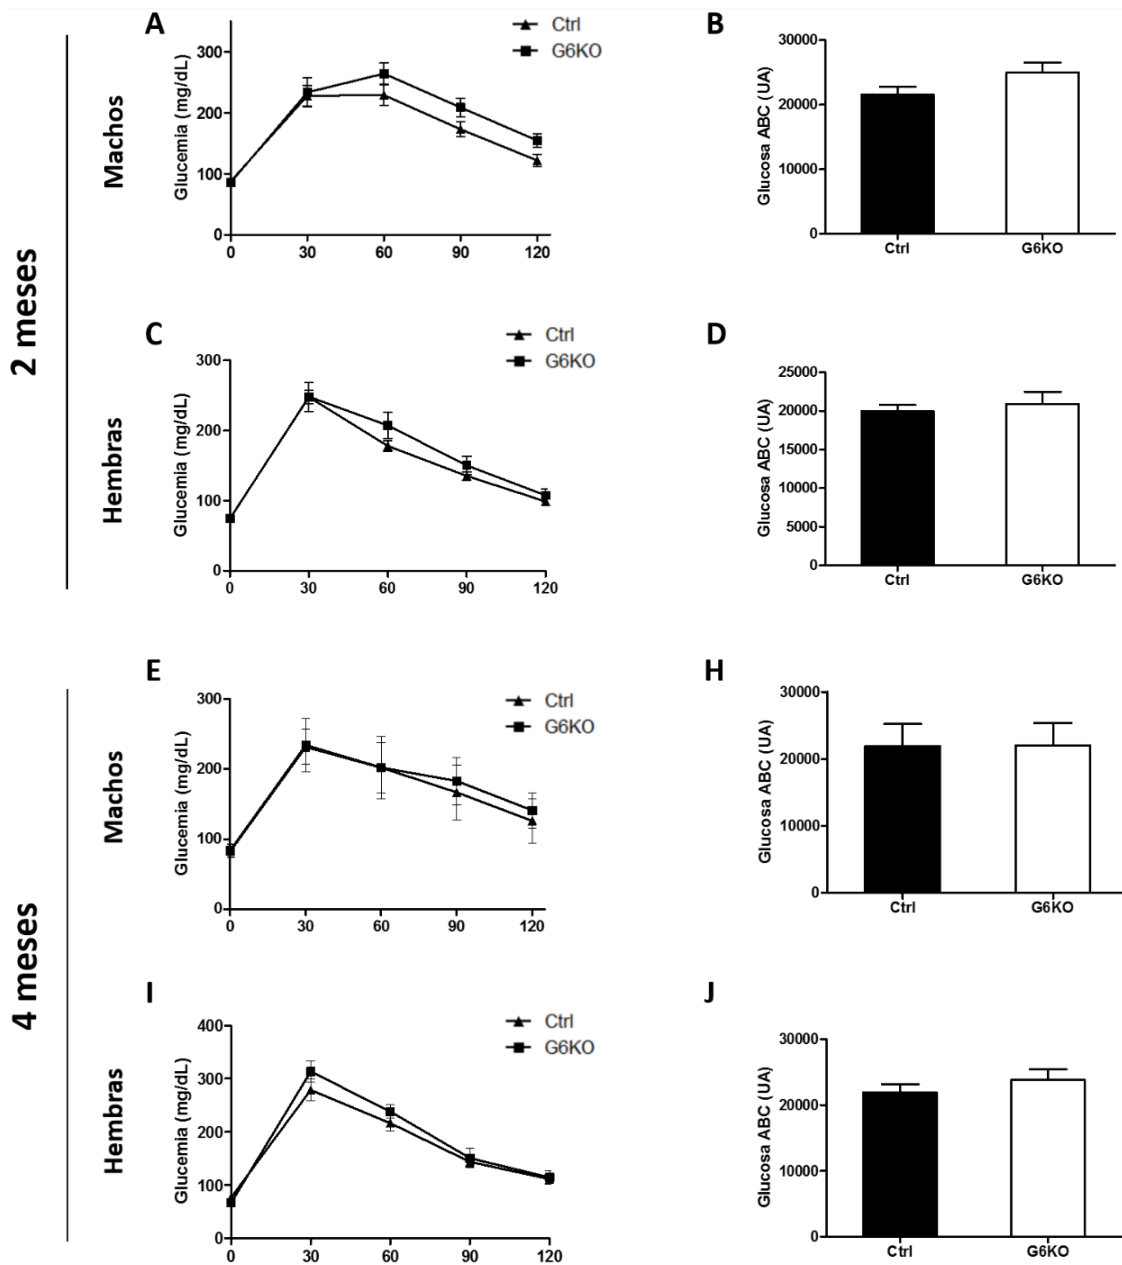 2 meses
Machos
A
Ctrl
G6KO
Glucemia (mg/dL)
300
200
100
0
0 30 60 90 120
B
Glucosa ABC (UA)
30000
20000
10000
0
Ctrl G6KO
Hembras
C
Ctrl
G6KO
Glucemia (mg/dL)
300
200
100
0
0 30 60 90 120
D
Glucosa ABC (UA)
25000
20000
15000
10000
5000
0
Ctrl G6KO
4 meses
Machos
E
Ctrl
G6KO
Glucemia (mg/dL)
300
200
100
0
0 30 60 90 120
H
Glucosa ABC (UA)
30000
20000
10000
0
Ctrl G6KO
Hembras
I
Ctrl
G6KO
Glucemia (mg/dL)
400
300
200
100
0
0 30 60 90 120
J
Glucosa ABC (UA)
30000
20000
10000
0
Ctrl G6KO